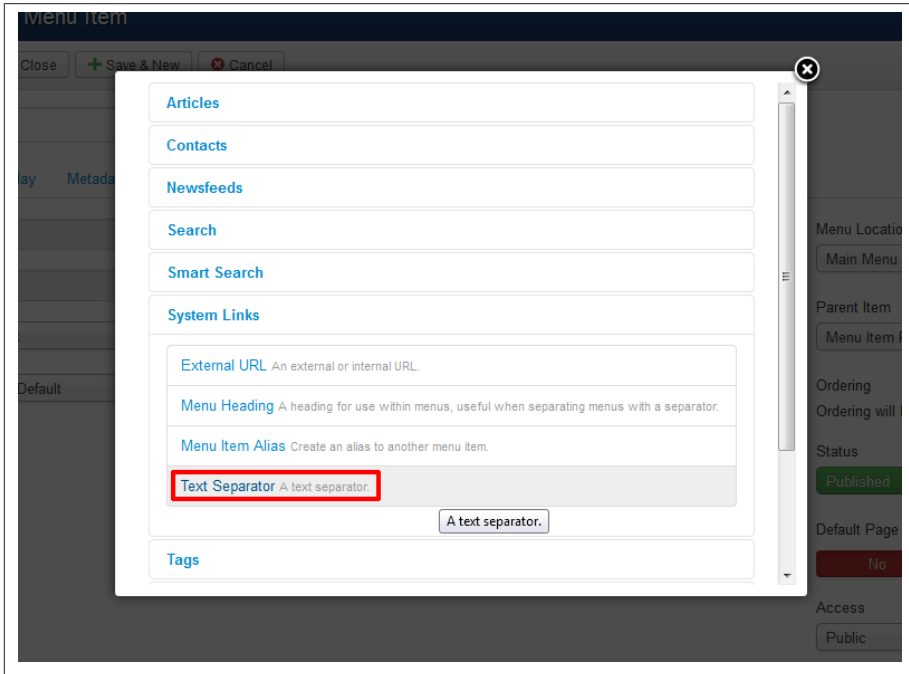 Menu Item
Close
Save & New
Cancel
Articles
Contacts
Newsfeeds
Search
Smart Search
System Links
External URL An external or internal URL.
Menu Heading A heading for use within menus, useful when separating menus with a separator.
Menu Item Alias Create an alias to another menu item.
Text Separator A text separator.
A text separator.
Tags
lay
Metada
Default
Menu Locatio
Main Menu
Parent Item
Menu Item
Ordering
Ordering will
Status
Published
Default Page
No
Access
Public